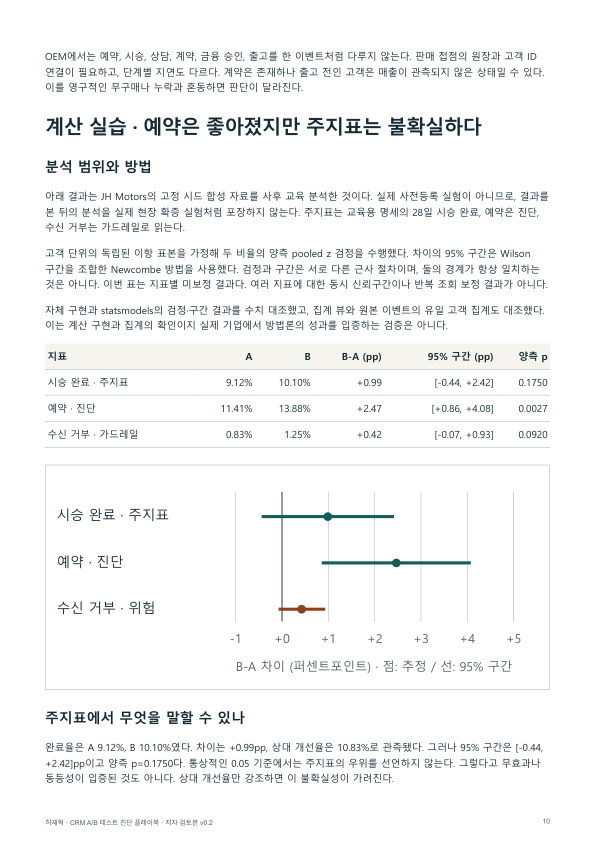 OEM에서는 예약, 시승, 상담, 계약, 금융 승인, 출고를 한 이벤트처럼 다루지 않는다. 판매 접점의 원장과 고객 ID
연결이 필요하고, 단계별 지연도 다르다. 계약은 존재하나 출고 전인 고객은 매출이 관측되지 않은 상태일 수 있다.
이를 영구적인 무구매나 누락과 혼동하면 판단이 달라진다.
계산 실습 · 예약은 좋아졌지만 주지표는 불확실하다
분석 범위와 방법
아래 결과는 JH Motors의 고정 시드 합성 자료를 사후 교육 분석한 것이다. 실제 사전등록 실험이 아니므로, 결과를
본 뒤의 분석을 실제 현장 확증 실험처럼 포장하지 않는다. 주지표는 교육용 명세의 28일 시승 완료, 예약은 진단,
수신 거부는 가드레일로 읽는다.
고객 단위의 독립된 이항 표본을 가정해 두 비율의 양측 pooled z 검정을 수행했다. 차이의 95% 구간은 Wilson
구간을 조합한 Newcombe 방법을 사용했다. 검정과 구간은 서로 다른 근사 절차이며, 둘의 경계가 항상 일치하는
것은 아니다. 이번 표는 지표별 미보정 결과다. 여러 지표에 대한 동시 신뢰구간이나 반복 조회 보정 결과가 아니다.
자체 구현과 statsmodels의 검정·구간 결과를 수치 대조했고, 집계 뷰와 원본 이벤트의 유일 고객 집계도 대조했다.
이는 계산 구현과 집계의 확인이지 실제 기업에서 방법론의 성과를 입증하는 검증은 아니다.
지표 A B B-A (pp) 95% 구간 (pp) 양측 p
시승 완료 · 주지표 9.12% 10.10% +0.99 [-0.44, +2.42] 0.1750
예약 · 진단 11.41% 13.88% +2.47 [+0.86, +4.08] 0.0027
수신 거부 · 가드레일 0.83% 1.25% +0.42 [-0.07, +0.93] 0.0920
시승 완료 · 주지표
예약 · 진단
수신 거부 · 위험
-1 +0 +1 +2 +3 +4 +5
B-A 차이 (퍼센트포인트) · 점: 추정 / 선: 95% 구간
주지표에서 무엇을 말할 수 있나
완료율은 A 9.12%, B 10.10%였다. 차이는 +0.99pp, 상대 개선율은 10.83%로 관측됐다. 그러나 95% 구간은 [-0.44,
+2.42]pp이고 양측 p=0.1750다. 통상적인 0.05 기준에서는 주지표의 우위를 선언하지 않는다. 그렇다고 무효과나
동등성이 입증된 것도 아니다. 상대 개선율만 강조하면 이 불확실성이 가려진다.
허재혁 · CRM A/B 테스트 진단 플레이북 · 저자 검토본 v0.2 10